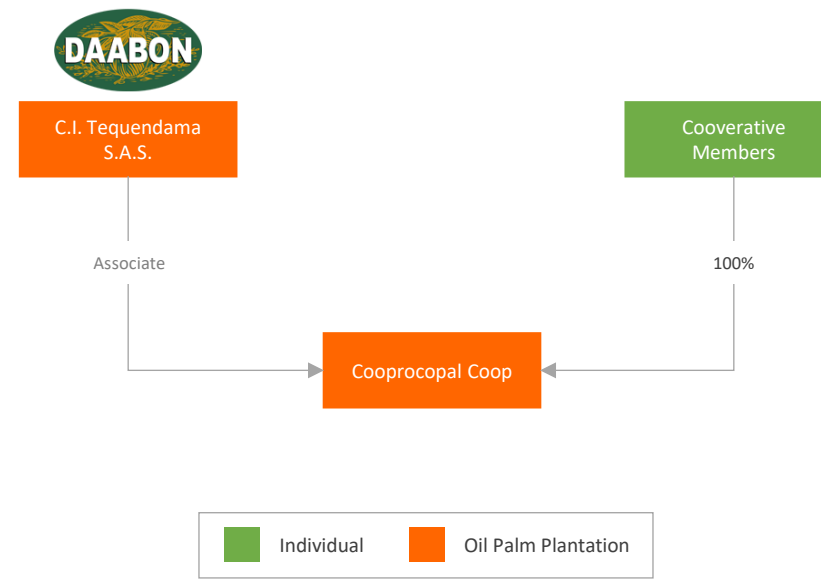 DAABON
C.I. Tequendama
S.A.S.
Cooverative
Members
Associate
100%
Cooprocopal Coop
Individual
Oil Palm Plantation